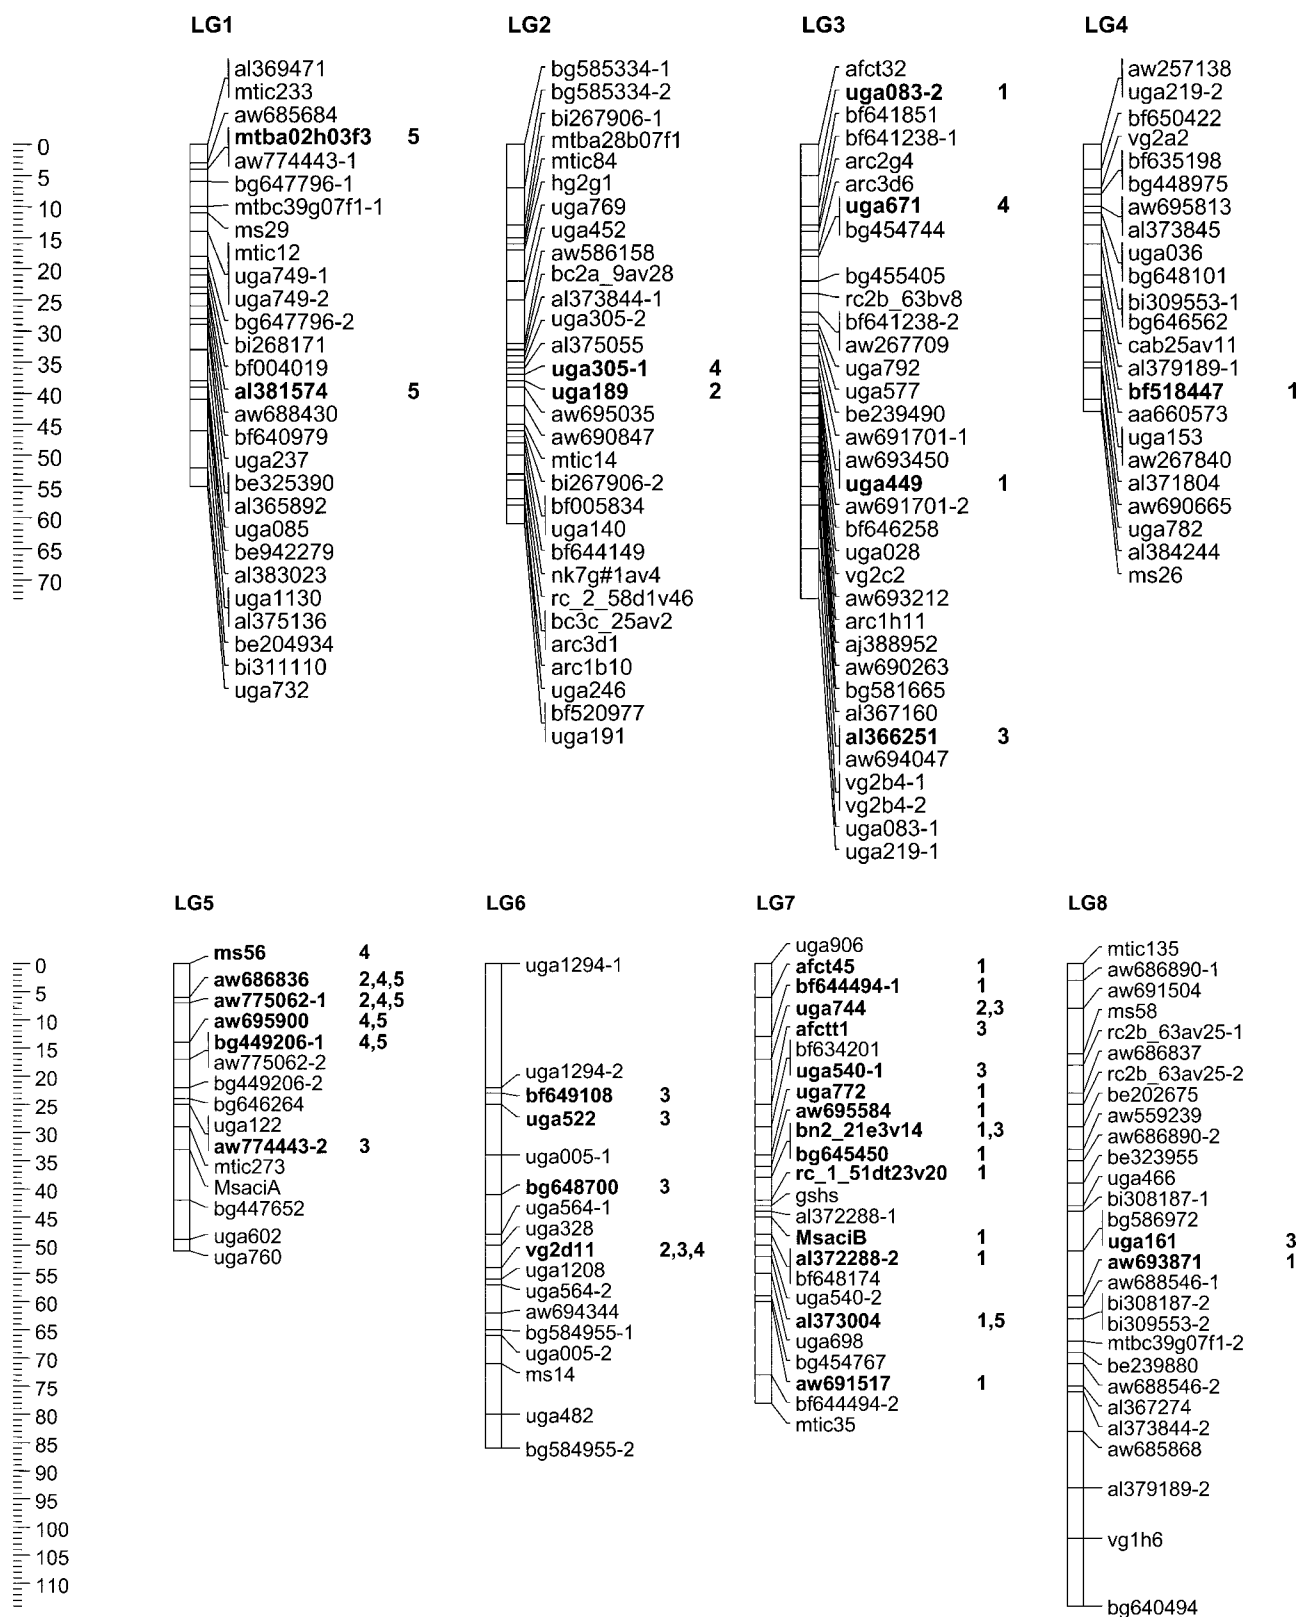 LG1
al369471
mtic233
aw685684
mtba02h03f3 5
aw774443-1
bg647796-1
mtbc39g07f1-1
ms29
mtic12
uga749-1
uga749-2
bg647796-2
bi268171
bf004019
al381574 5
aw688430
bf640979
uga237
be325390
al365892
uga085
be942279
al383023
uga1130
al375136
be204934
bi311110
uga732
0
5
10
15
20
25
30
35
40
45
50
55
60
65
70
LG2
bg585334-1
bg585334-2
bi267906-1
mtba28b07f1
mtic84
hg2g1
uga769
uga452
aw586158
bc2a_9av28
al373844-1
uga305-2
al375055
uga305-1 4
uga189 2
aw695035
aw690847
mtic14
bi267906-2
bf005834
uga140
bf644149
nk7g#1av4
rc_2_58d1v46
bc3c_25av2
arc3d1
arc1b10
uga246
bf520977
uga191
LG3
afct32
uga083-2 1
bf641851
bf641238-1
arc2g4
arc3d6
uga671 4
bg454744
bg455405
rc2b_63bv8
bf641238-2
aw267709
uga792
uga577
be239490
aw691701-1
aw693450
uga449 1
aw691701-2
bf646258
uga028
vg2c2
aw693212
arc1h11
aj388952
aw690263
bg581665
al367160
al366251 3
aw694047
vg2b4-1
vg2b4-2
uga083-1
uga219-1
LG4
aw257138
uga219-2
bf650422
vg2a2
bf635198
bg448975
aw695813
al373845
uga036
bg648101
bi309553-1
bg646562
cab25av11
al379189-1
bf518447 1
aa660573
uga153
aw267840
al371804
aw690665
uga782
al384244
ms26
LG5
0
5
10
15
20
25
30
35
40
45
50
55
60
65
70
75
80
85
90
95
100
105
110
ms56 4
aw686836 2,4,5
aw775062-1 2,4,5
aw695900 4,5
bg449206-1 4,5
aw775062-2
bg449206-2
bg646264
uga122
aw774443-2 3
mtic273
MsaciA
bg447652
uga602
uga760
LG6
uga1294-1
uga1294-2
bf649108 3
uga522 3
uga005-1
bg648700 3
uga564-1
uga328
vg2d11 2,3,4
uga1208
uga564-2
aw694344
bg584955-1
uga005-2
ms14
uga482
bg584955-2
LG7
uga906
afct45 1
bf644494-1 1
uga744 2,3
afctt1 3
bf634201
uga540-1 3
uga772 1
aw695584 1
bn2_21e3v14 1,3
bg645450 1
rc_1_51dt23v20 1
gshs
al372288-1
MsaciB 1
al372288-2 1
bf648174
uga540-2
al373004 1,5
uga698
bg454767
aw691517 1
bf644494-2
mtic35
LG8
mtic135
aw686890-1
aw691504
ms58
rc2b_63av25-1
aw686837
rc2b_63av25-2
be202675
aw559239
aw686890-2
be323955
uga466
bi308187-1
bg586972
uga161 3
aw693871 1
aw688546-1
bi308187-2
bi309553-2
mtbc39g07f1-2
be239880
aw688546-2
al367274
al373844-2
aw685868
al379189-2
vg1h6
bg640494